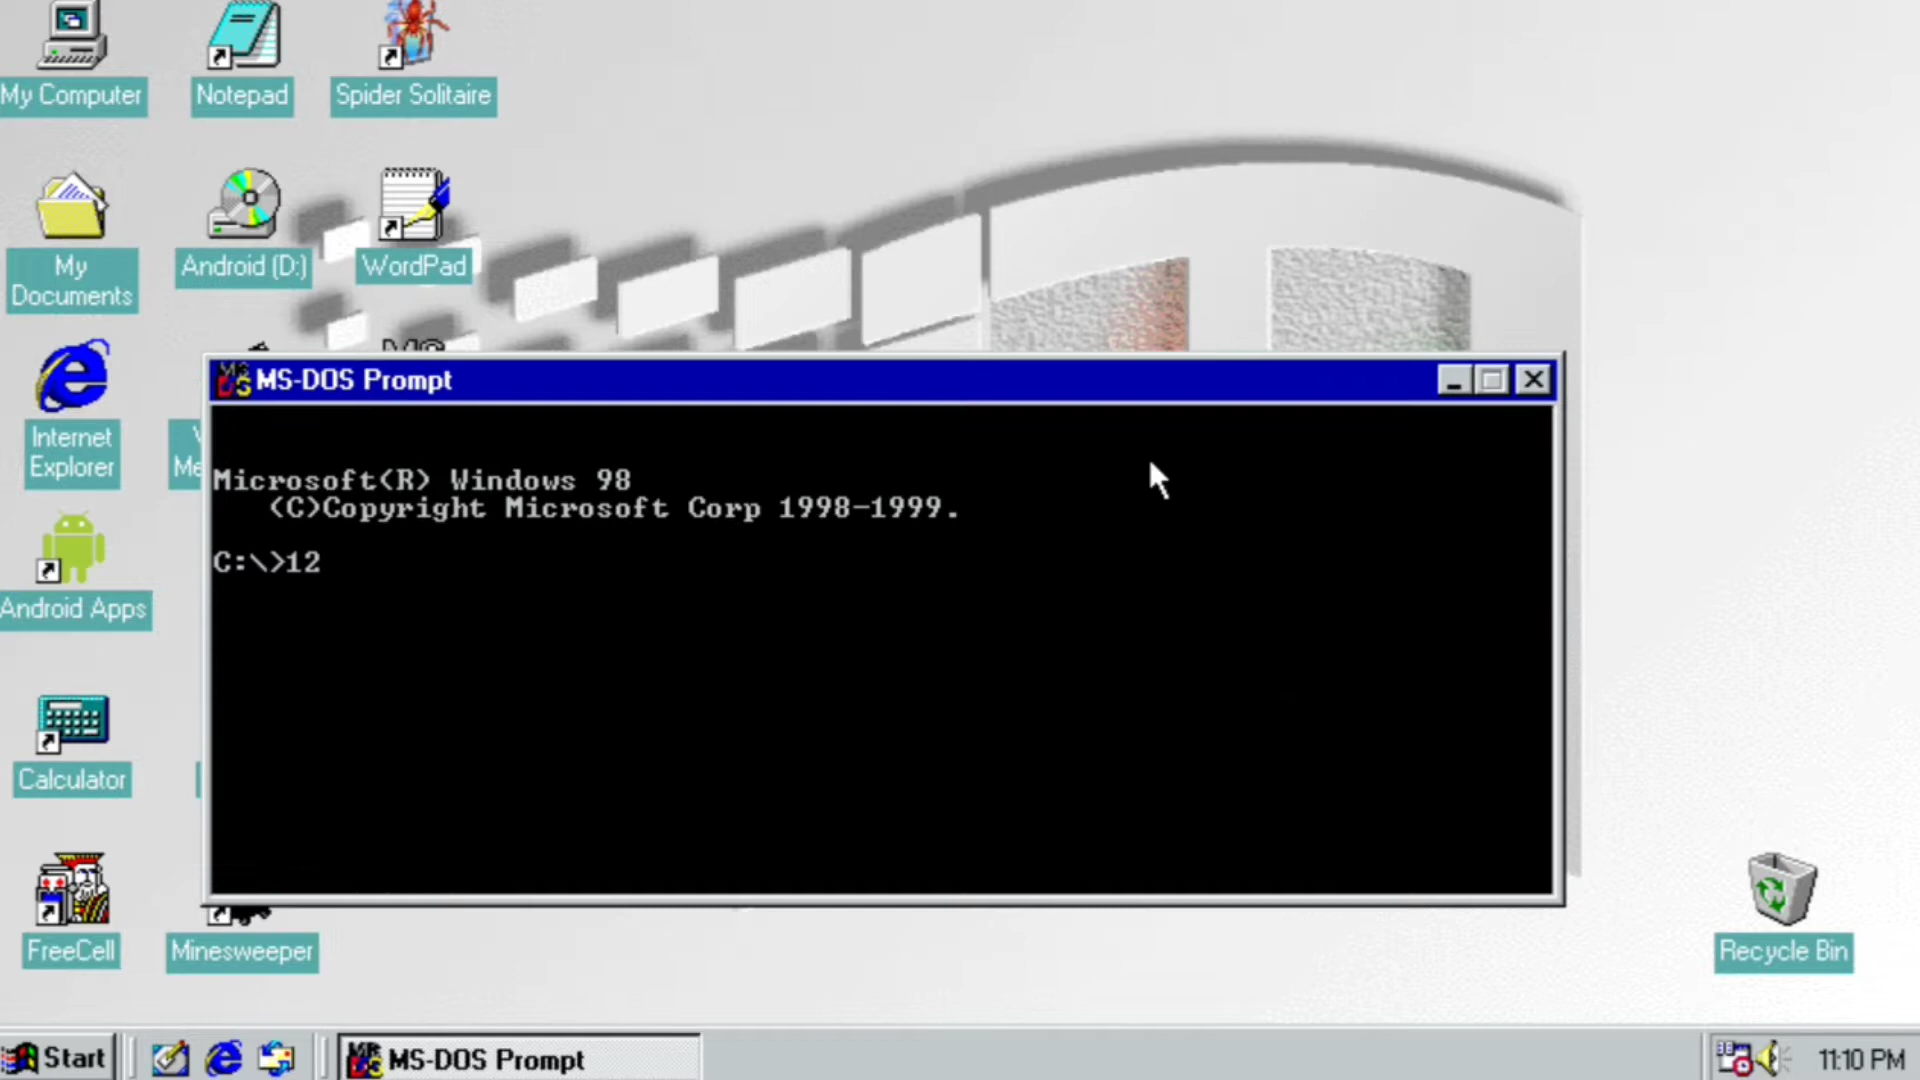 My Computer
Notepad
Spider Solitaire
My
Documents
Android (D:)
WordPad
Internet
Explorer
MS-DOS Prompt
Microsoft(R) Windows 98
(C)Copyright Microsoft Corp 1998-1999.
C:\>12
Android Apps
Calculator
FreeCell
Minesweeper
Recycle Bin
Start
MS-DOS Prompt
11:10 PM